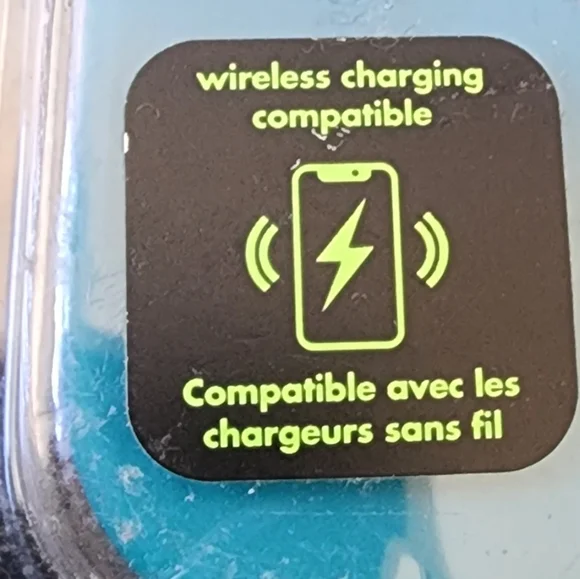 wireless charging
compatible
Compatible avec les
chargeurs sans fil